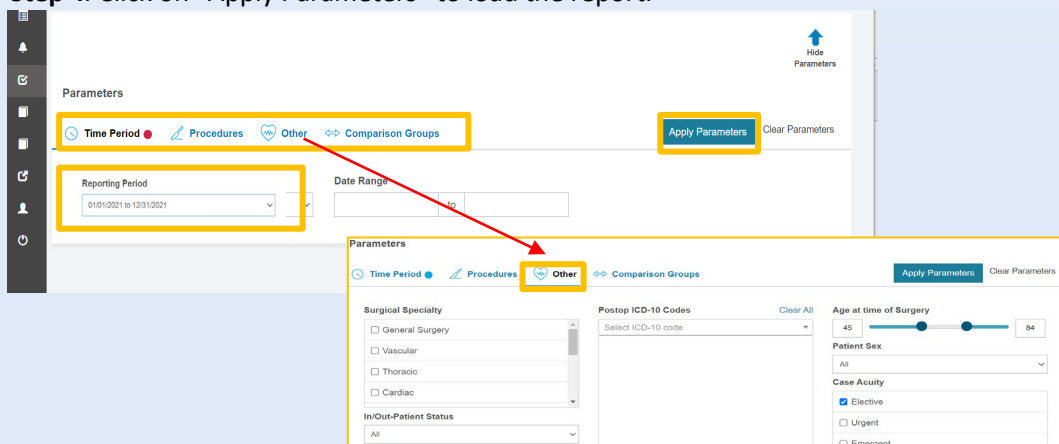 Step 4: Click on "Apply Parameters" to load the report.
Hide
Parameters
Parameters
Time Period Procedures Other Comparison Groups Apply Parameters Clear Parameters
Reporting Period Date Range
01/01/2021 to 12/31/2021 to
Parameters
Time Period Procedures Other Comparison Groups Apply Parameters Clear Parameters
Surgical Specialty Postop ICD-10 Codes Clear All Age at time of Surgery
General Surgery Select ICD-10 code 45 84
Vascular Patient Sex
Thoracic All
Cardiac Case Acuity
Elective
In/Out-Patient Status Urgent
All Emergent